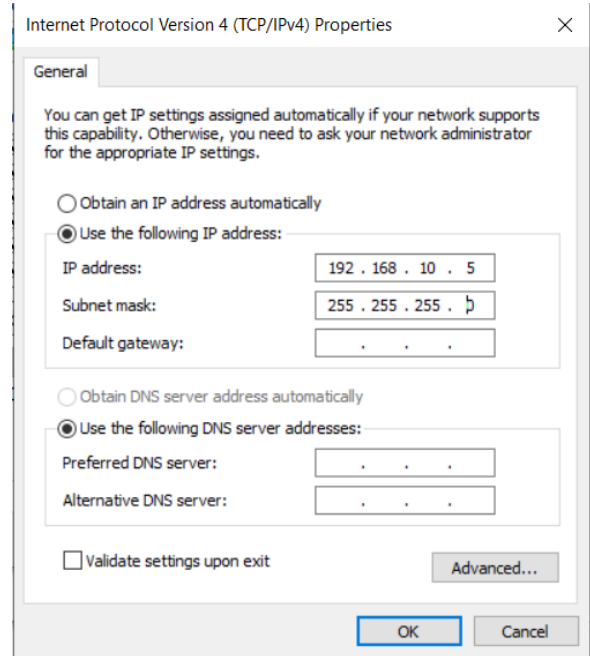 Internet Protocol Version 4 (TCP/IPv4) Properties
General
You can get IP settings assigned automatically if your network supports
this capability. Otherwise, you need to ask your network administrator
for the appropriate IP settings.
Obtain an IP address automatically
Use the following IP address:
IP address: 192 . 168 . 10 . 5
Subnet mask: 255 . 255 . 255 . 0
Default gateway: . . .
Obtain DNS server address automatically
Use the following DNS server addresses:
Preferred DNS server: . . .
Alternative DNS server: . . .
Validate settings upon exit
Advanced...
OK Cancel